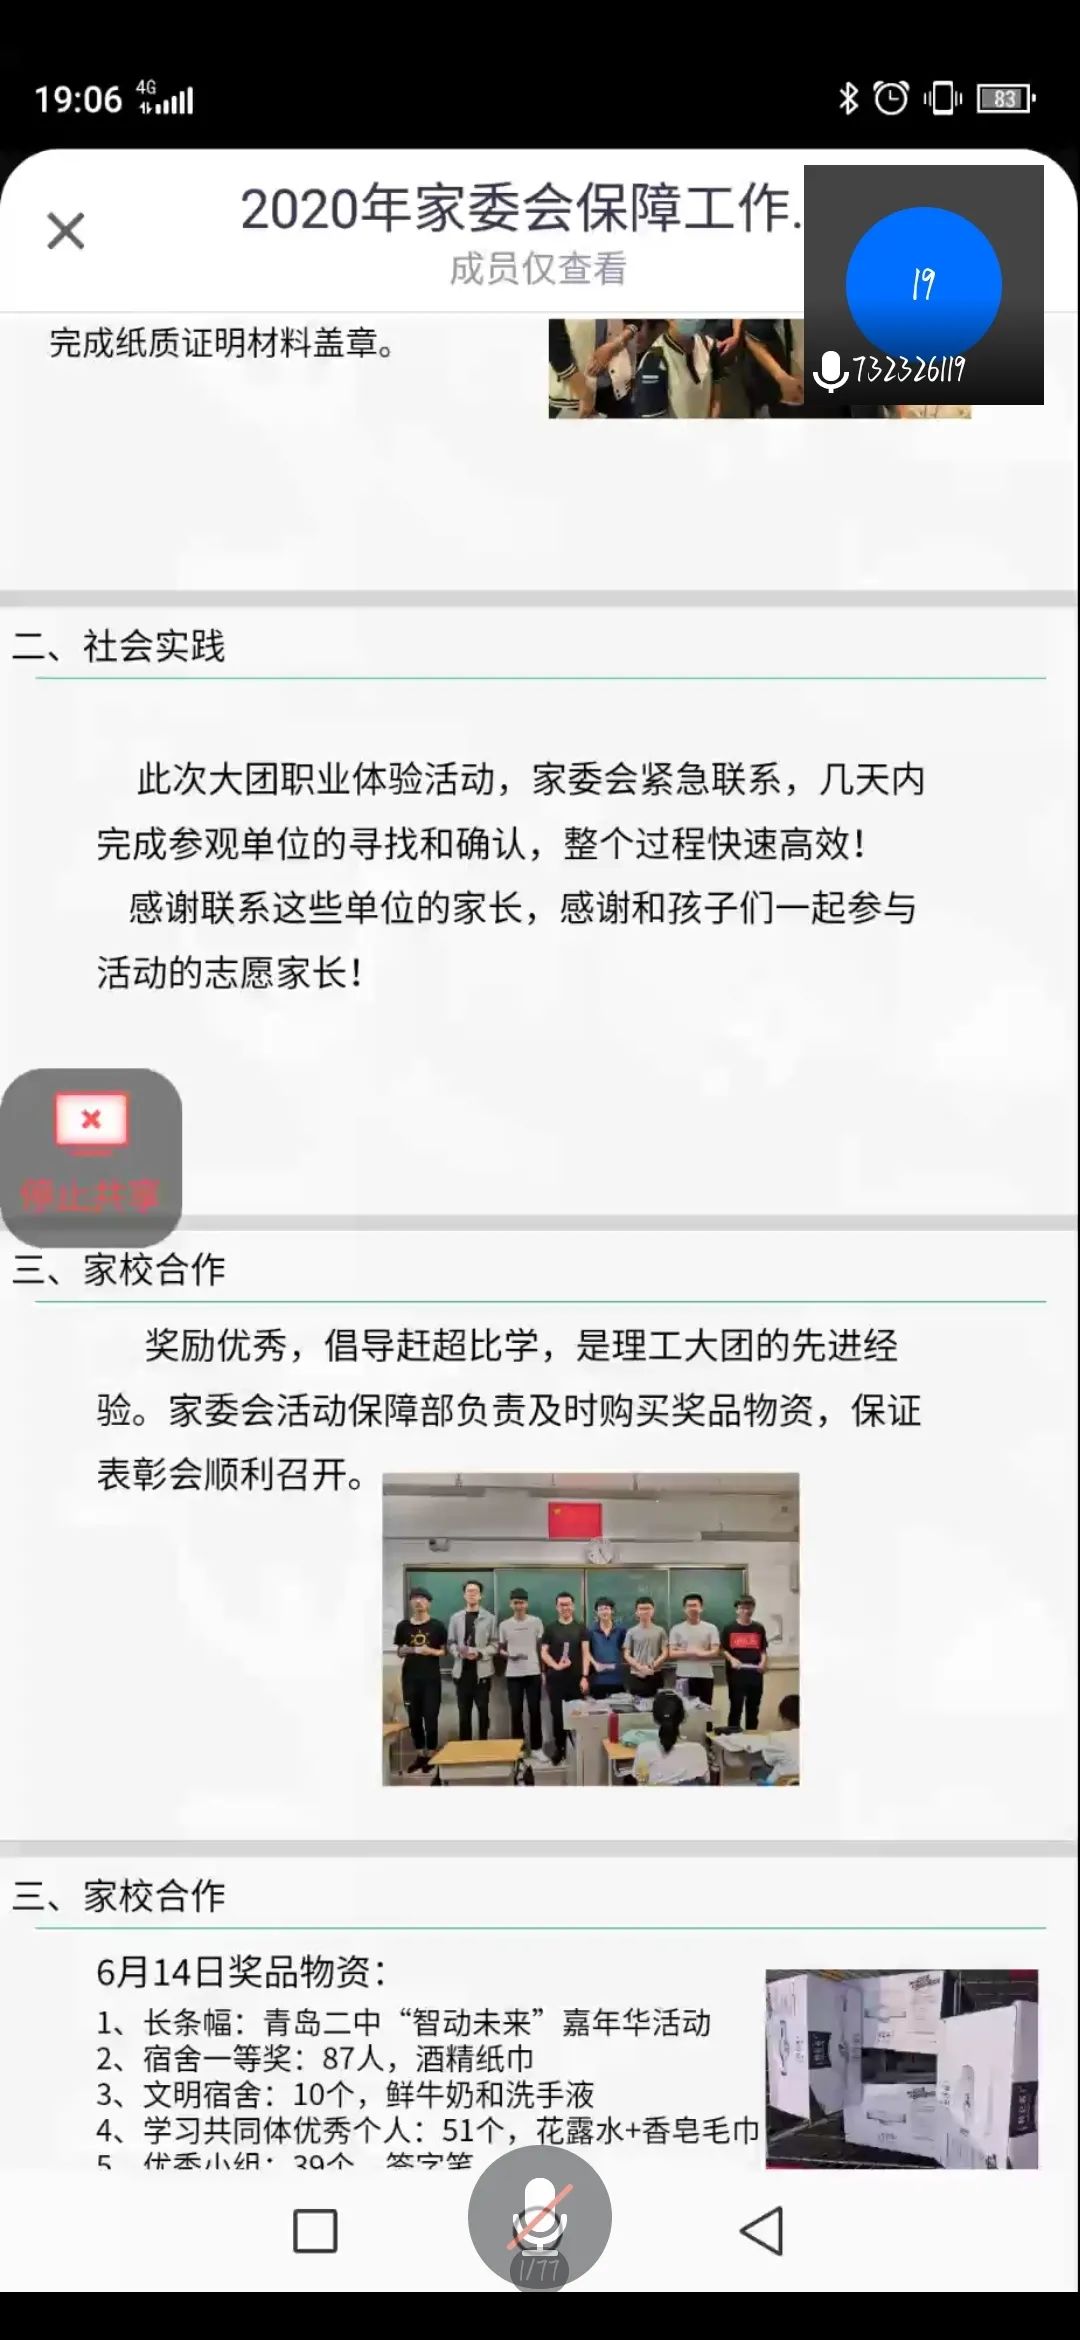 19:06 4G 83
2020年家委会保障工作.
成员仅查看
19
732326119
完成纸质证明材料盖章。
二、社会实践
此次大团职业体验活动，家委会紧急联系，几天内
完成参观单位的寻找和确认，整个过程快速高效！
感谢联系这些单位的家长，感谢和孩子们一起参与
活动的志愿家长！
停止共享
三、家校合作
奖励优秀，倡导赶超比学，是理工大团的先进经
验。家委会活动保障部负责及时购买奖品物资，保证
表彰会顺利召开。
三、家校合作
6月14日奖品物资：
1、长条幅：青岛二中“智动未来”嘉年华活动
2、宿舍一等奖：87人，酒精纸巾
3、文明宿舍：10个，鲜牛奶和洗手液
4、学习共同体优秀个人：51个，花露水+香皂毛巾
5、优秀小组：39个，签字笔
1/77